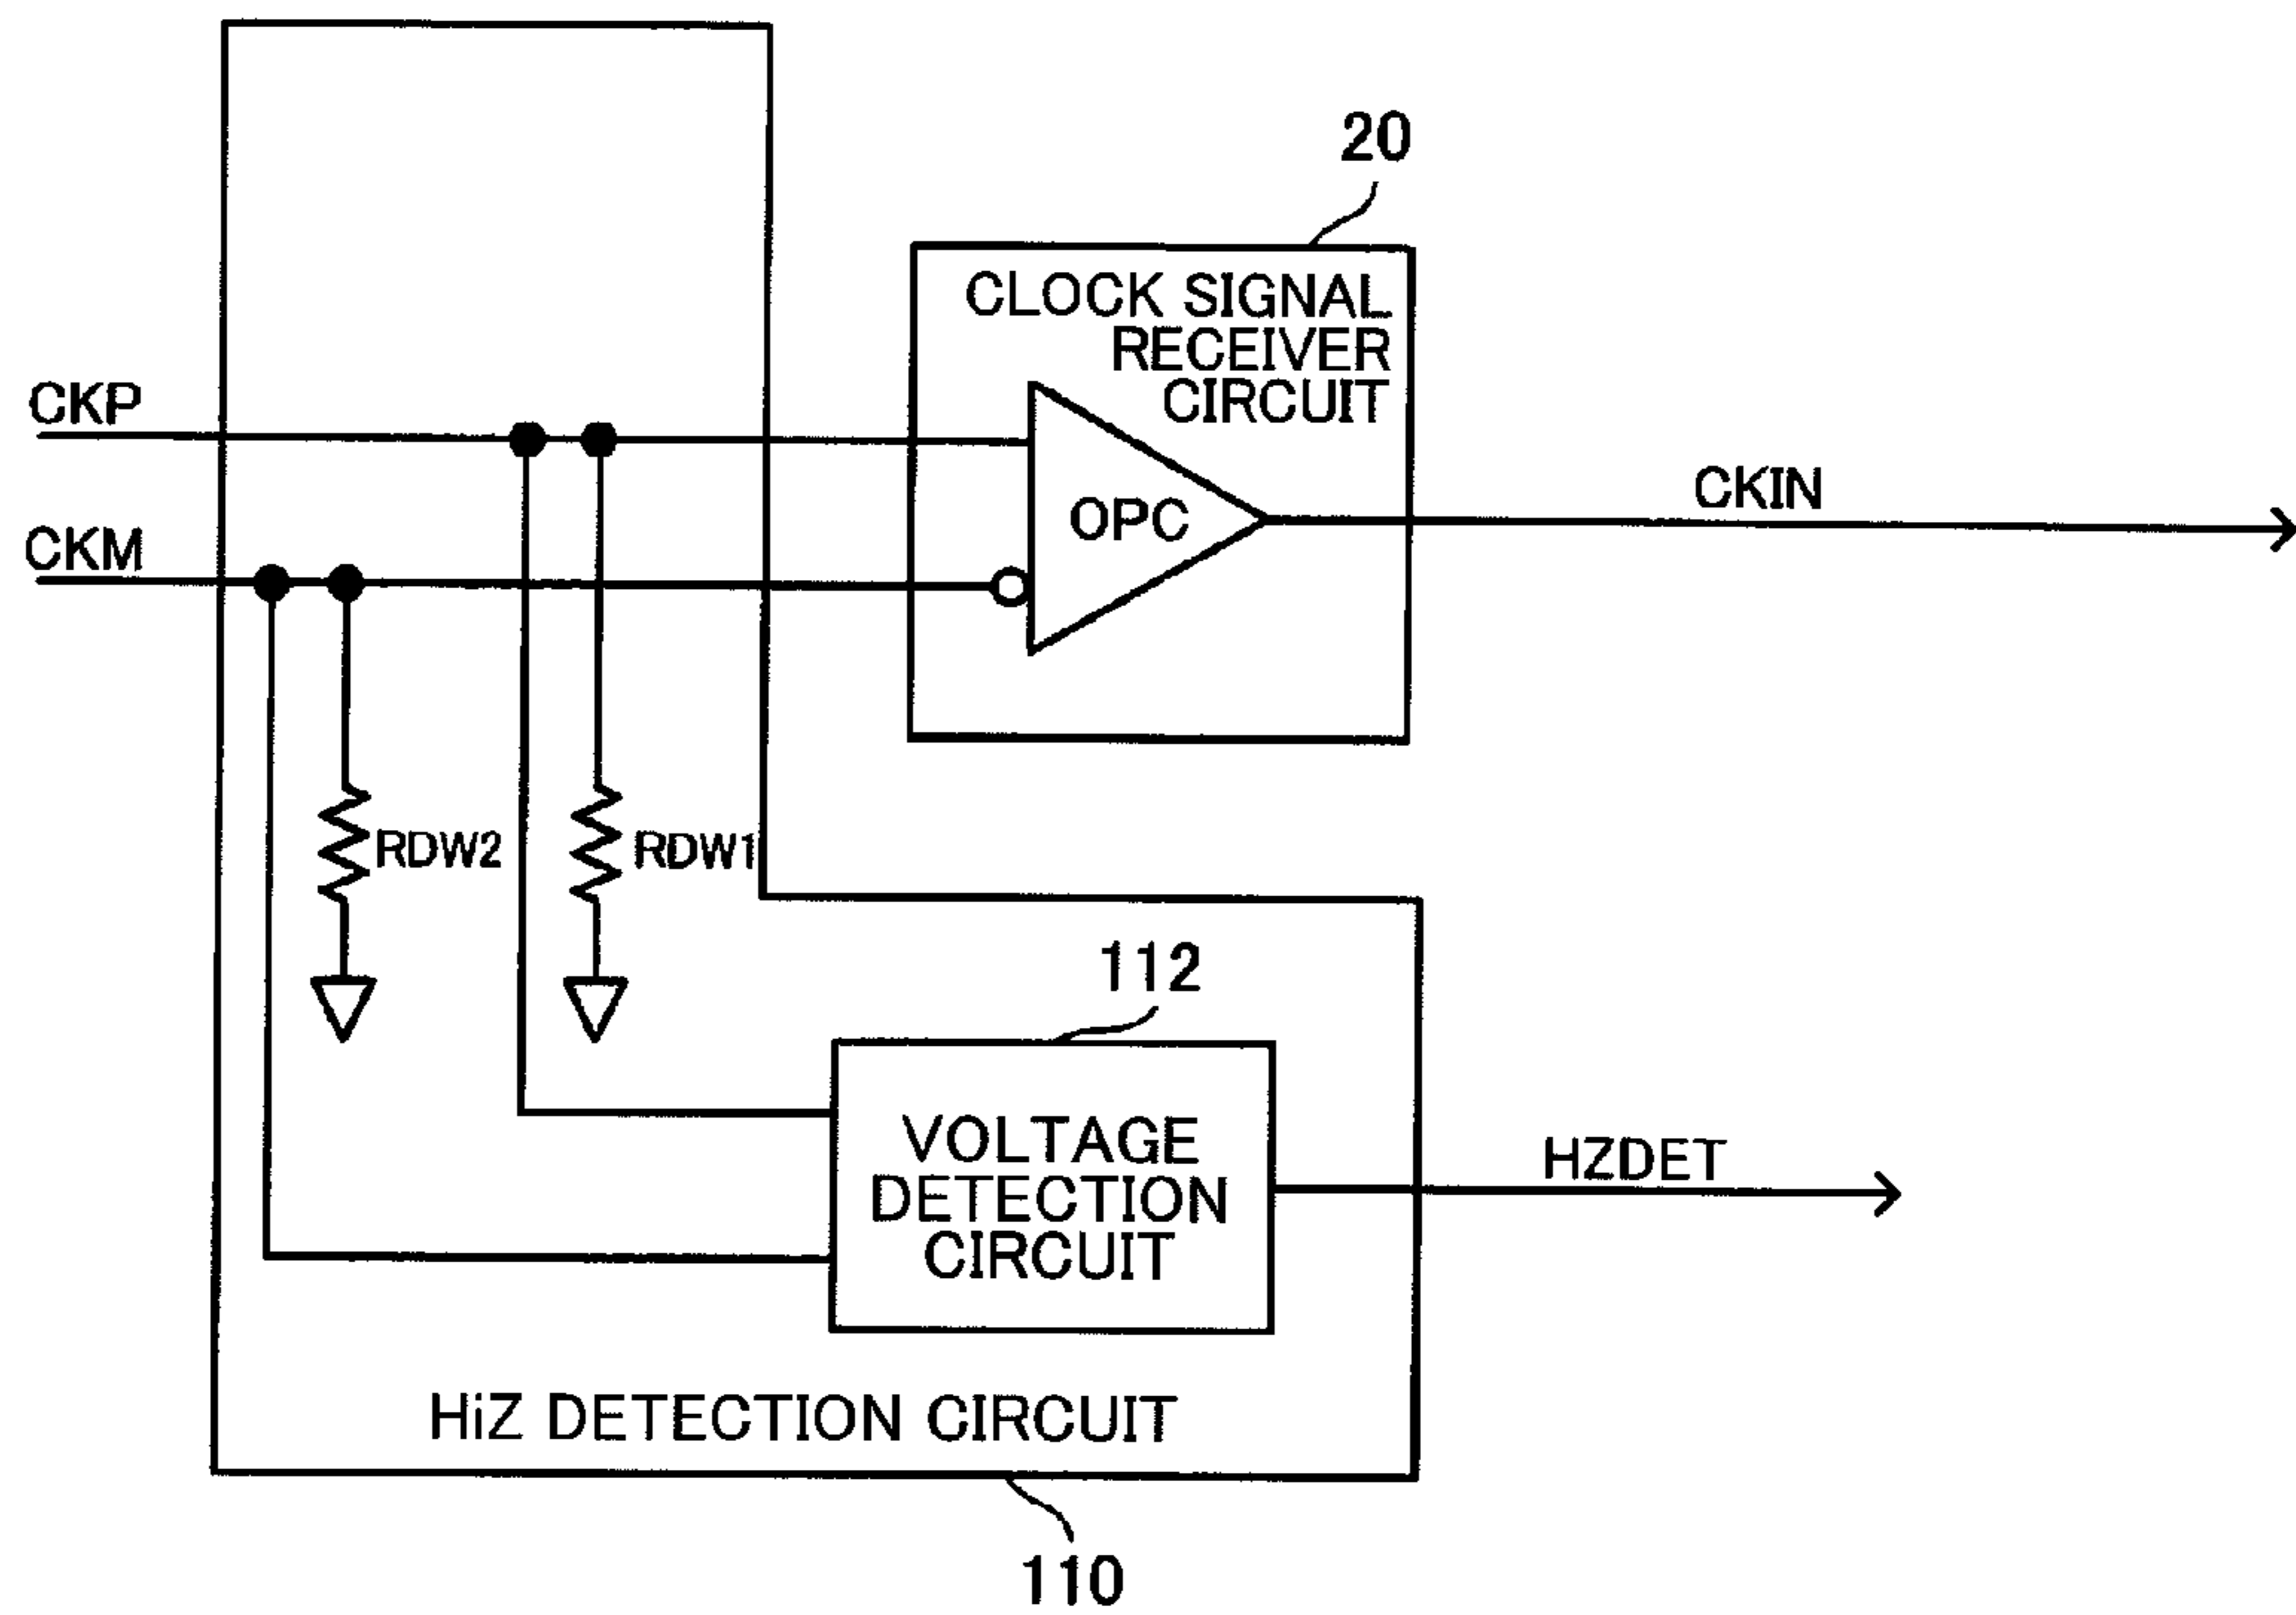 20
CLOCK SIGNAL
RECEIVER
CIRCUIT
CKP
OPC
CKIN
CKM
RDW2
RDW1
112
VOLTAGE
DETECTION
CIRCUIT
HZDET
HiZ DETECTION CIRCUIT
110